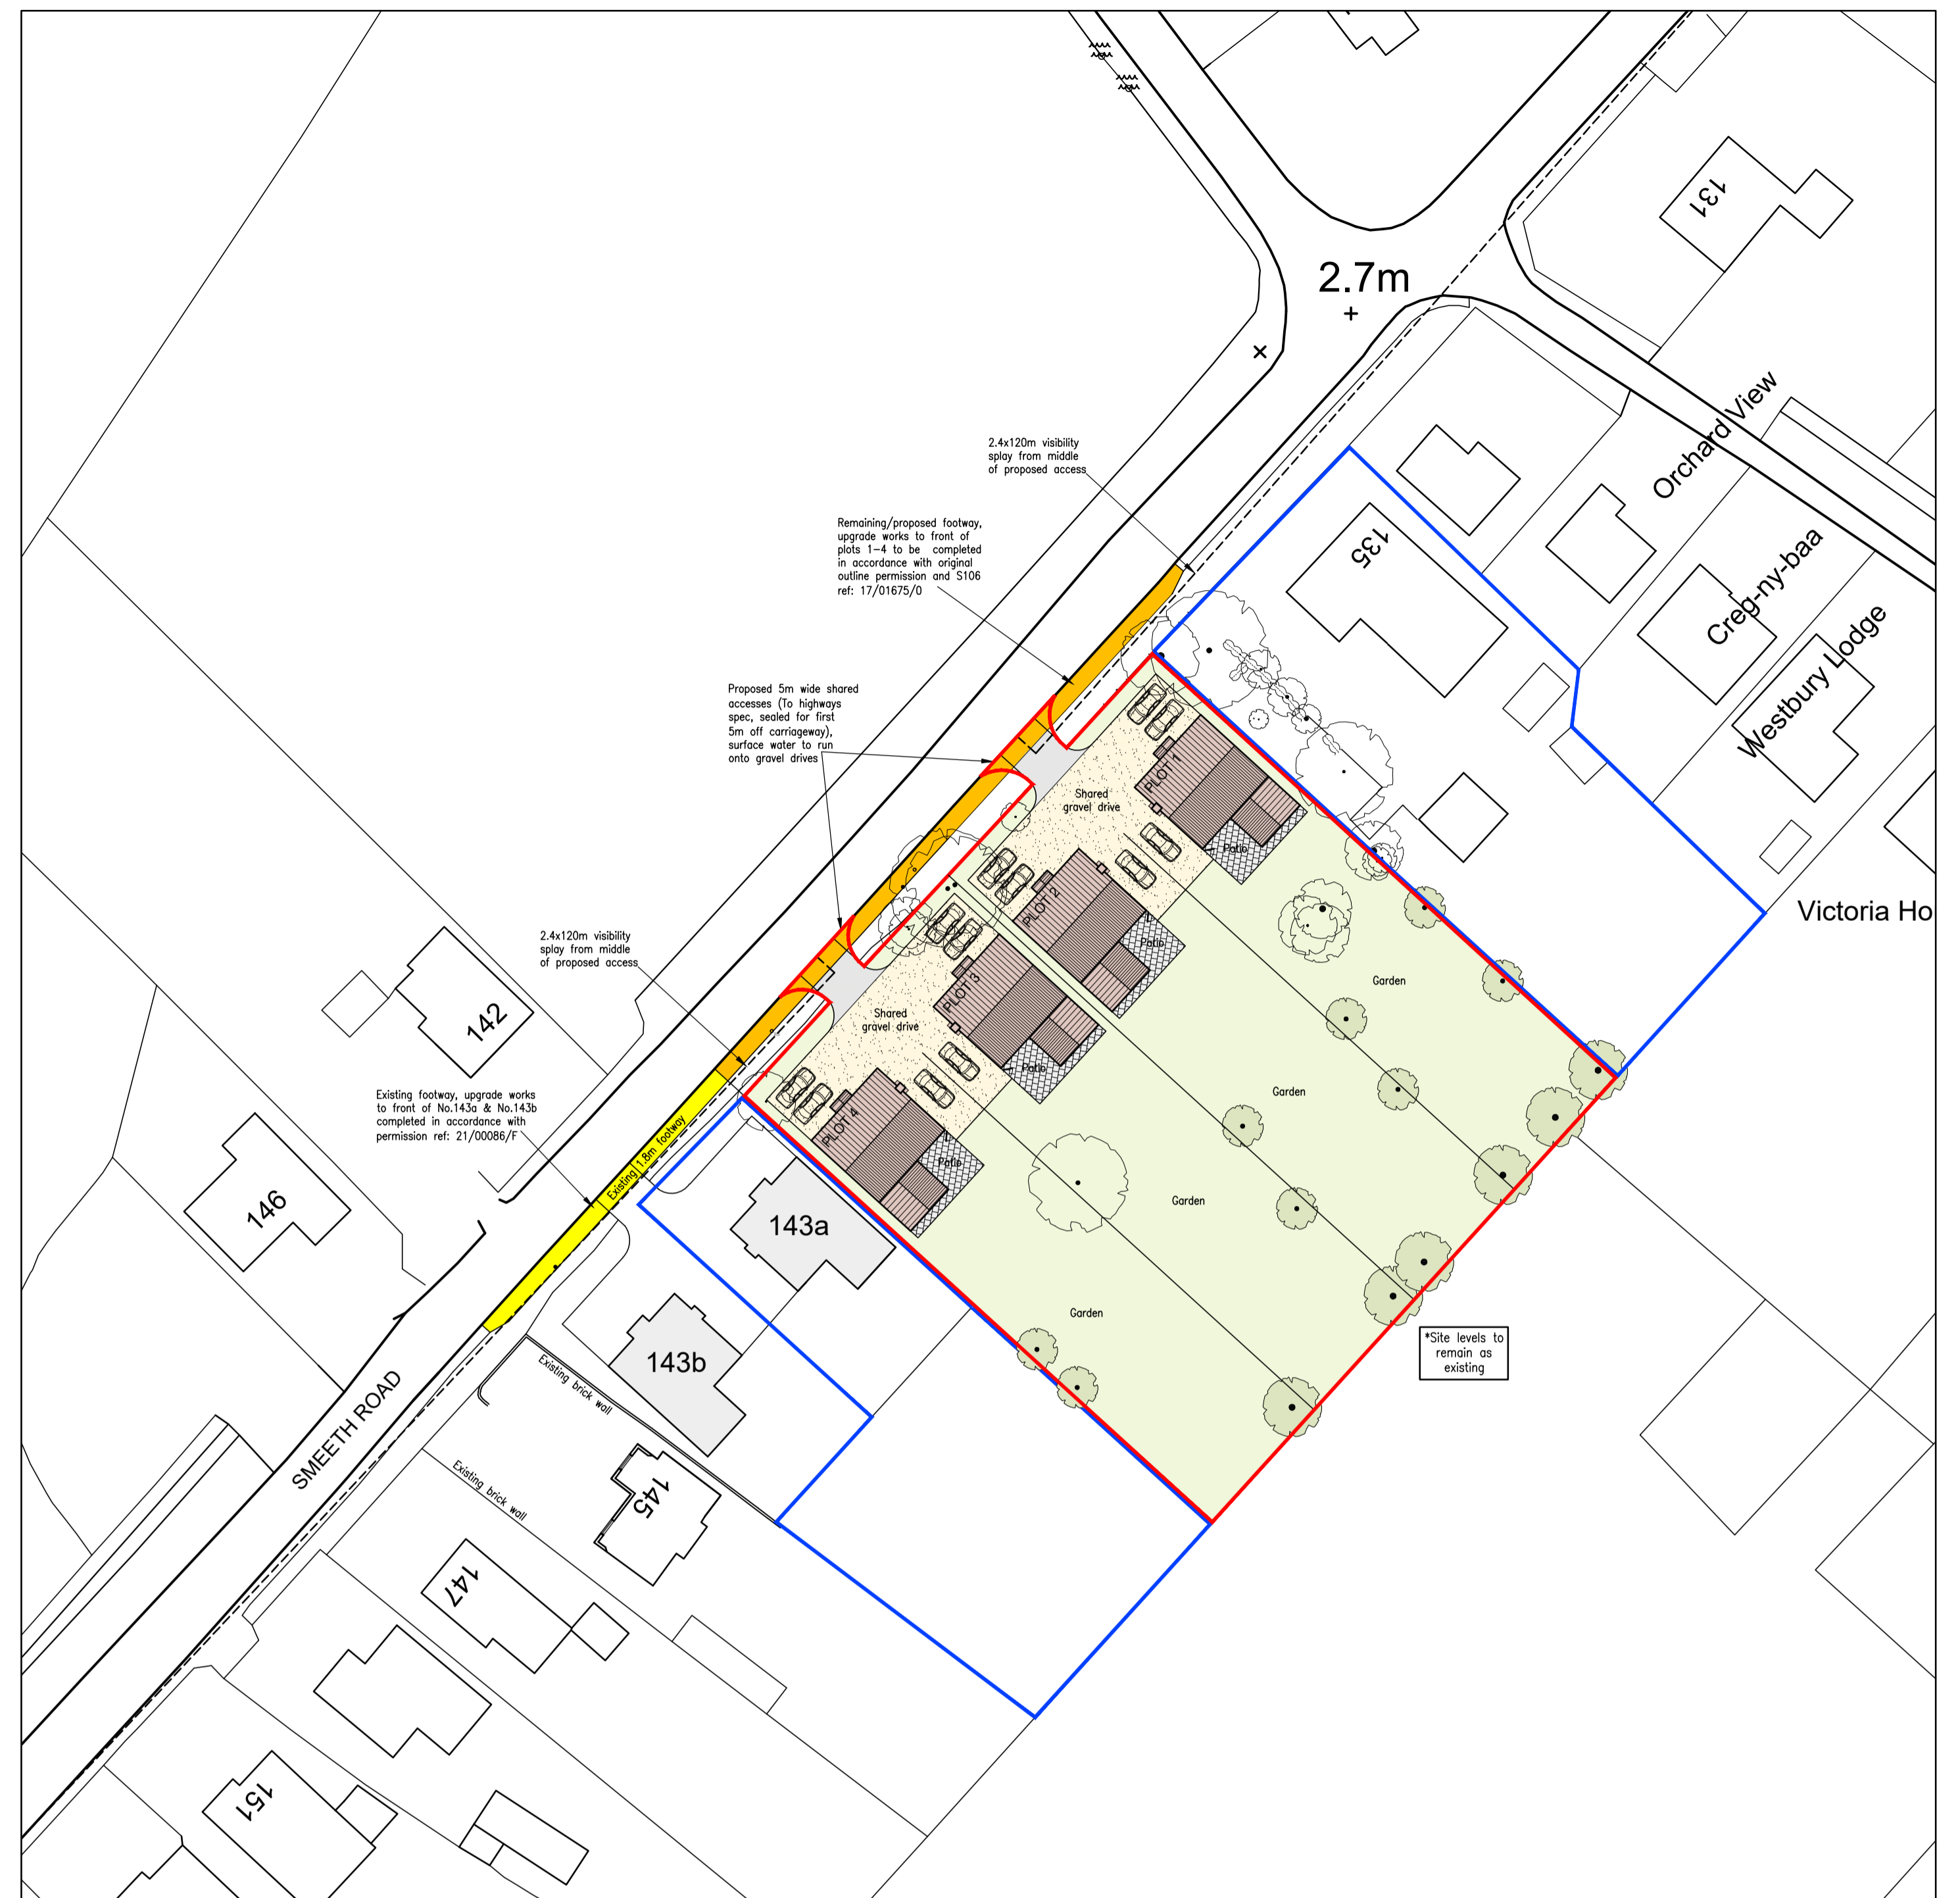 131
2.7m
Orchard View
2.4x120m visibility
splay from middle
of proposed access
Remaining/proposed footway,
upgrade works to front of
plots 1-4 to be completed
in accordance with original
outline permission and S106
ref: 17/01675/0
135
Creg-ny-baa
Westbury Lodge
Proposed 5m wide shared
accesses (To highways
spec, sealed for first
5m off carriageway),
surface water to run
onto gravel drives
PLOT 1
Shared
gravel drive
Patio
Victoria Ho
PLOT 2
Patio
2.4x120m visibility
splay from middle
of proposed access
Garden
PLOT 3
Shared
gravel drive
142
Patio
Garden
Existing footway, upgrade works
to front of No.143a & No.143b
completed in accordance with
permission ref: 21/00086/F
PLOT 4
Existing 1.8m footway
Patio
Garden
146
143a
Garden
*Site levels to
remain as
existing
143b
Existing brick wall
SMEETH ROAD
Existing brick wall
145
147
151